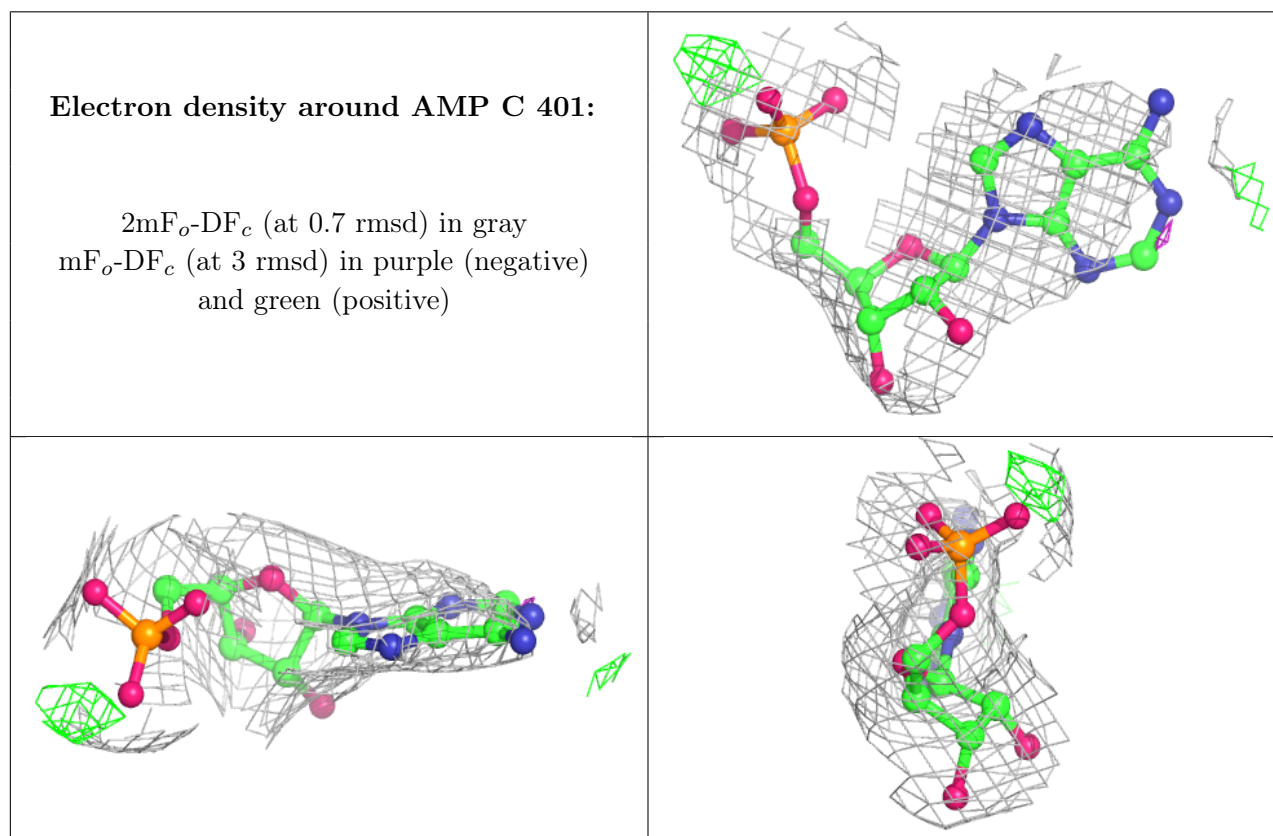 Electron density around AMP C 401:
2mFo-DFc (at 0.7 rmsd) in gray
mFo-DFc (at 3 rmsd) in purple (negative)
and green (positive)